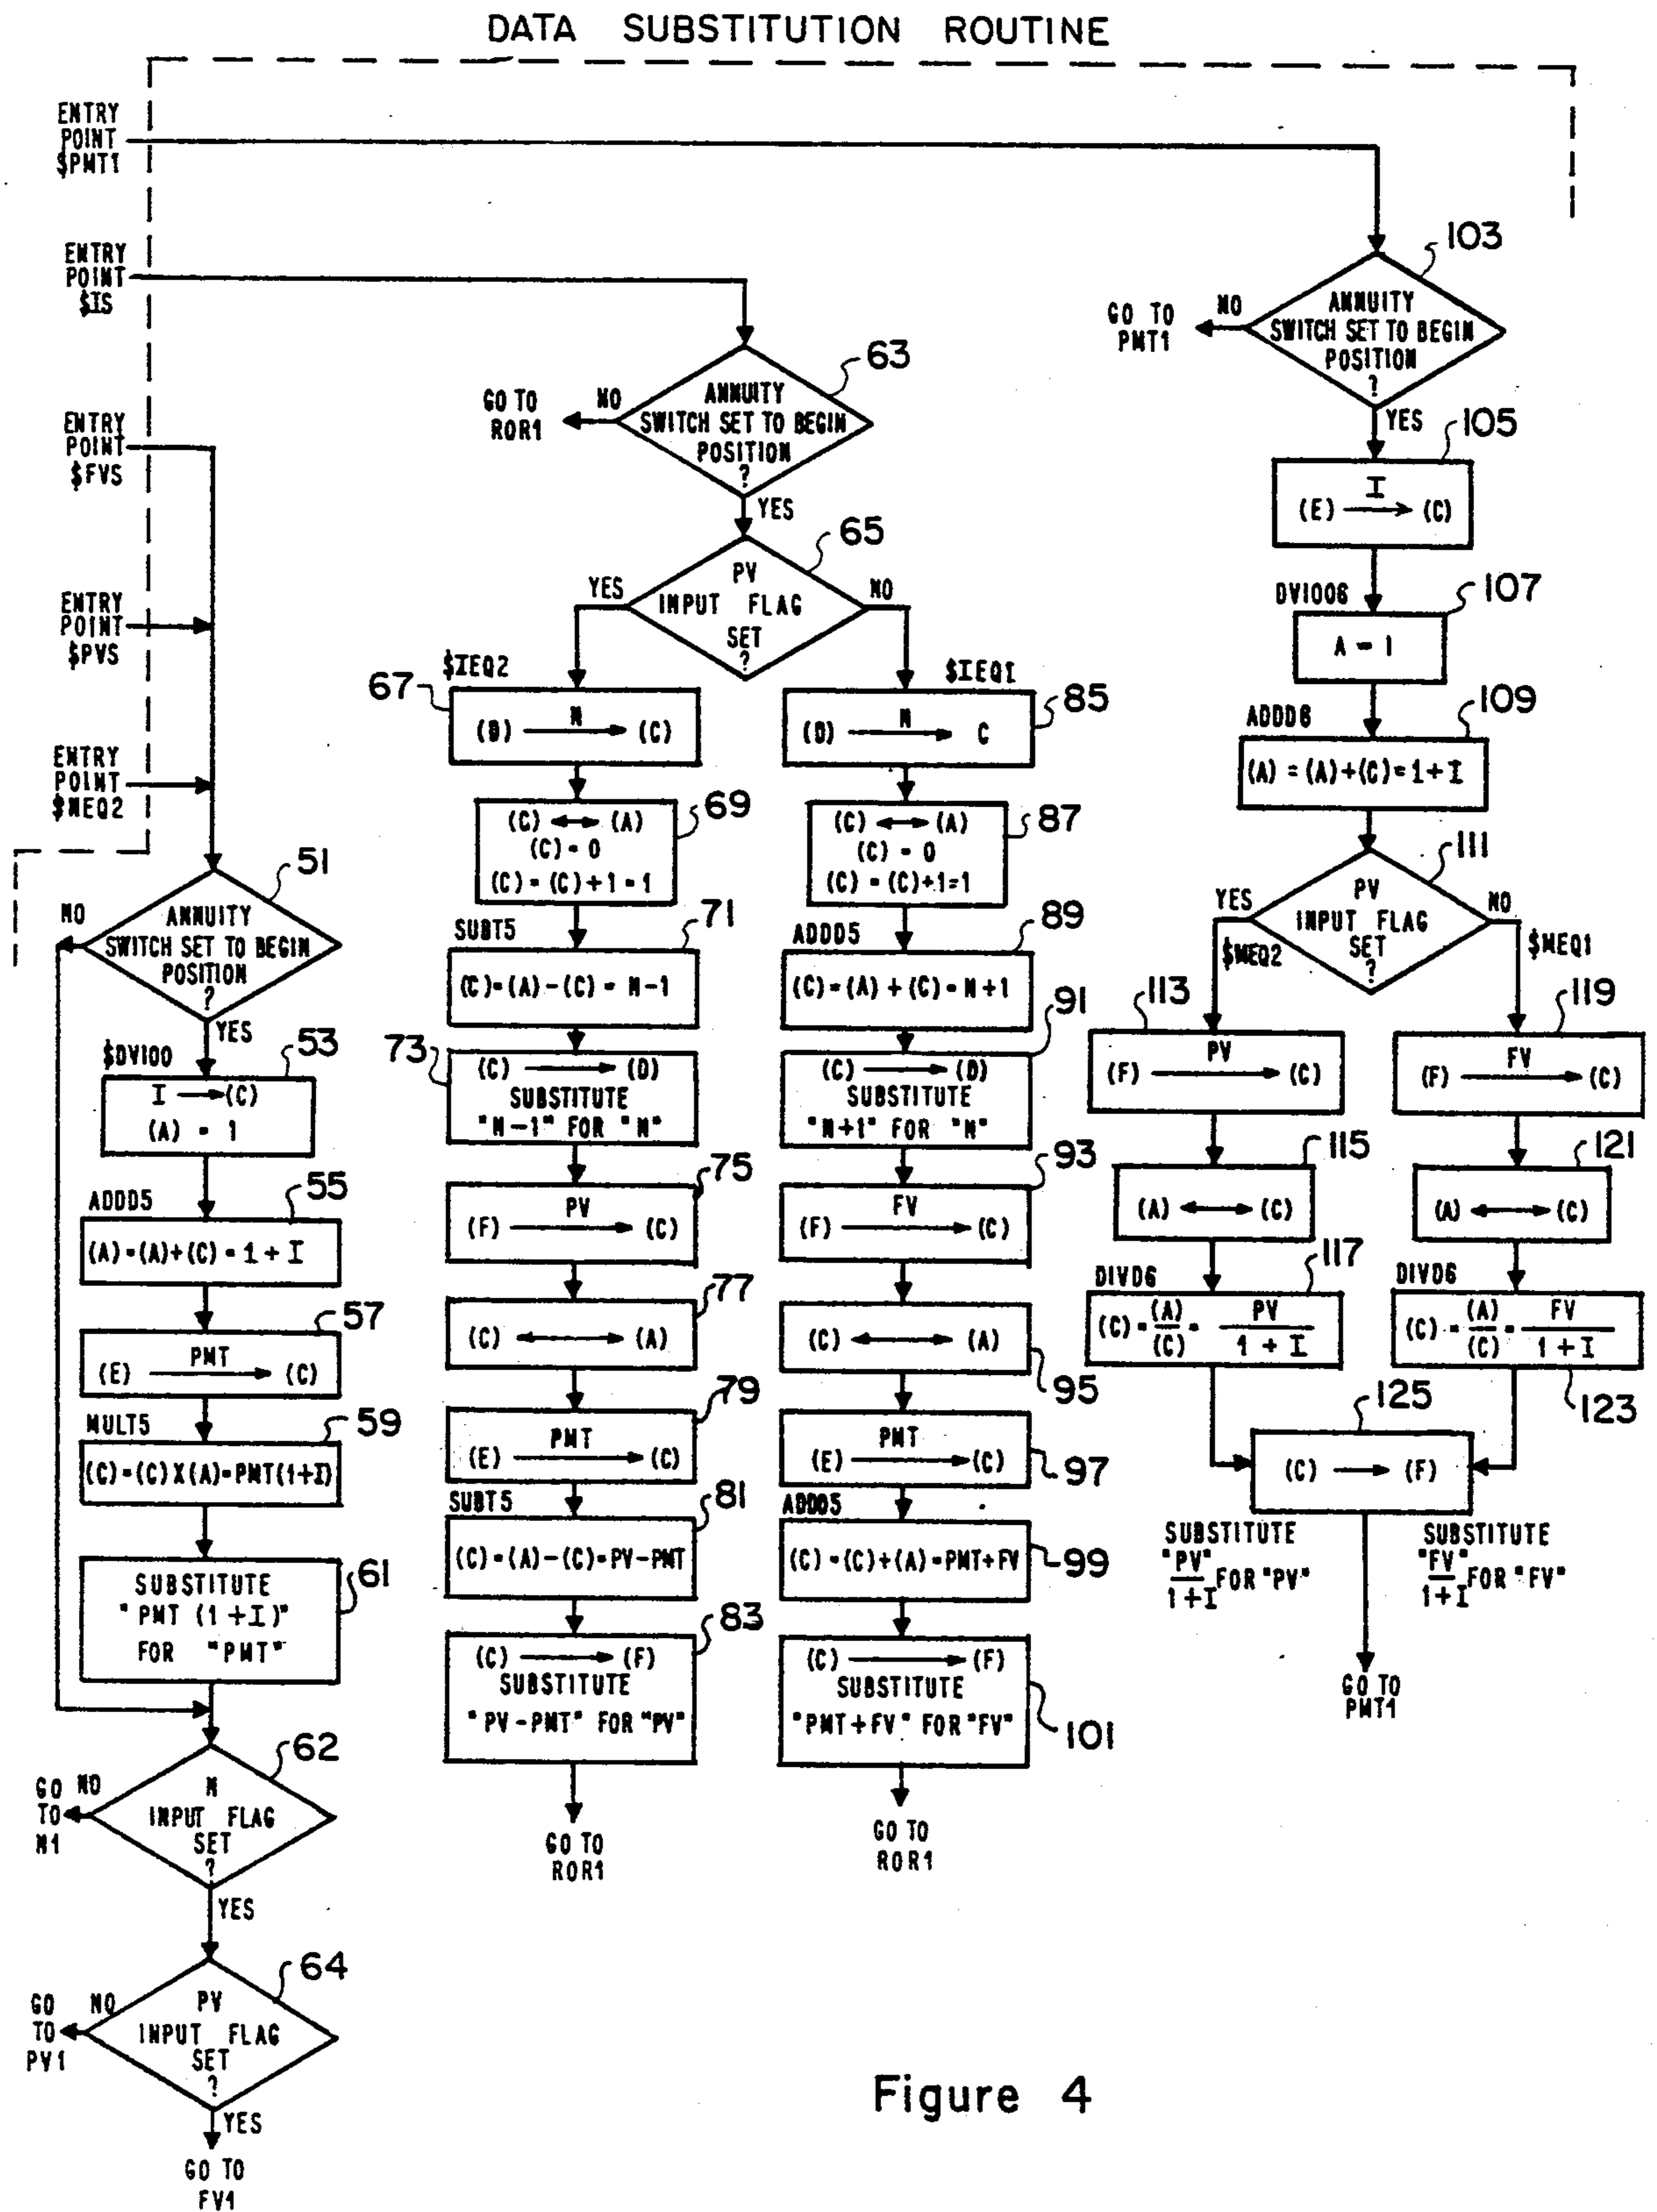 DATA SUBSTITUTION ROUTINE
ENTRY
POINT
$PMT1
ENTRY
POINT
$IS
ENTRY
POINT
$FVS
ENTRY
POINT
$PVS
ENTRY
POINT
$NEQ2
51
ANNUITY
SWITCH SET TO BEGIN
POSITION
?
NO
YES
$DV100
53
I → (C)
(A) = 1
ADDD5
55
(A)=(A)+(C)=1+I
57
PMT
(E) → (C)
MULT5
59
(C)=(C)X(A)=PMT(1+I)
61
SUBSTITUTE
"PMT (1+I)"
FOR "PMT"
62
N
INPUT FLAG
SET
?
NO
GO
TO
N1
YES
64
PV
INPUT FLAG
SET
?
NO
GO
TO
PV1
YES
GO TO
FV1
63
ANNUITY
SWITCH SET TO BEGIN
POSITION
?
NO
GO TO
ROR1
YES
65
PV
INPUT FLAG
SET
?
YES
NO
$IEQ2
67
N
(D) → (C)
69
(C) ↔ (A)
(C)=0
(C)=(C)+1=1
SUBT5
71
(C)=(A)-(C)=N-1
73
(C) → (D)
SUBSTITUTE
"N-1" FOR "N"
75
PV
(F) → (C)
77
(C) ↔ (A)
79
PMT
(E) → (C)
SUBT5
81
(C)=(A)-(C)=PV-PMT
83
(C) → (F)
SUBSTITUTE
"PV-PMT" FOR "PV"
GO TO
ROR1
$IEQ1
85
N
(D) → C
87
(C) ↔ (A)
(C)=0
(C)=(C)+1=1
ADDD5
89
(C)=(A)+(C)=N+1
91
(C) → (D)
SUBSTITUTE
"N+1" FOR "N"
93
FV
(F) → (C)
95
(C) ↔ (A)
97
PMT
(E) → (C)
ADDD5
99
(C)=(C)+(A)=PMT+FV
101
(C) → (F)
SUBSTITUTE
"PMT+FV" FOR "FV"
GO TO
ROR1
103
ANNUITY
SWITCH SET TO BEGIN
POSITION
?
NO
GO TO
PMT1
YES
105
I
(E) → (C)
DV1006
107
A = 1
ADDD6
109
(A)=(A)+(C)=1+I
111
PV
INPUT FLAG
SET
?
YES
NO
$MEQ2
$MEQ1
113
PV
(F) → (C)
115
(A) ↔ (C)
DIVD6
117
(C)=(A)/(C)=PV/1+I
119
FV
(F) → (C)
121
(A) ↔ (C)
DIVD6
(C)=(A)/(C)=FV/1+I
123
125
(C) → (F)
SUBSTITUTE
"PV"/1+I FOR "PV"
SUBSTITUTE
"FV"/1+I FOR "FV"
GO TO
PMT1
Figure 4